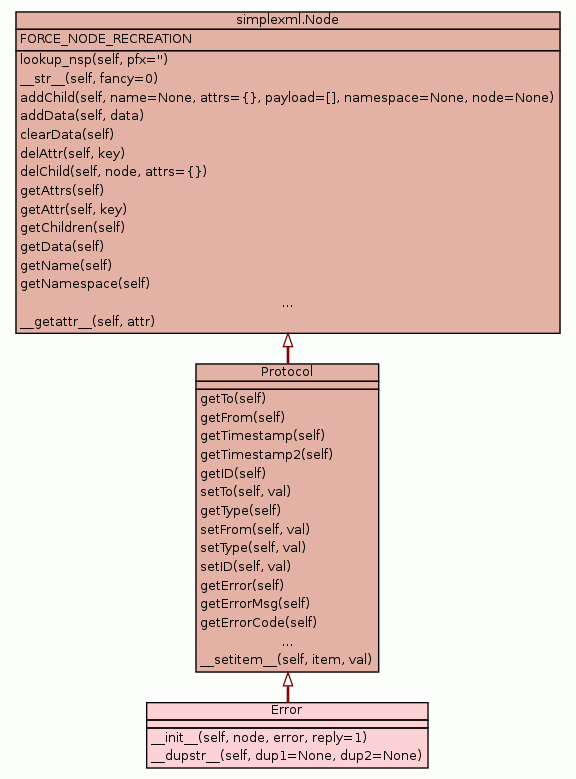 simplexml.Node
FORCE_NODE_RECREATION
lookup_nsp(self, pfx='')
__str__(self, fancy=0)
addChild(self, name=None, attrs={}, payload=[], namespace=None, node=None)
addData(self, data)
clearData(self)
delAttr(self, key)
delChild(self, node, attrs={})
getAttrs(self)
getAttr(self, key)
getChildren(self)
getData(self)
getName(self)
getNamespace(self)
...
__getattr__(self, attr)
Protocol
getTo(self)
getFrom(self)
getTimestamp(self)
getTimestamp2(self)
getID(self)
setTo(self, val)
getType(self)
setFrom(self, val)
setType(self, val)
setID(self, val)
getError(self)
getErrorMsg(self)
getErrorCode(self)
...
__setitem__(self, item, val)
Error
__init__(self, node, error, reply=1)
__dupstr__(self, dup1=None, dup2=None)